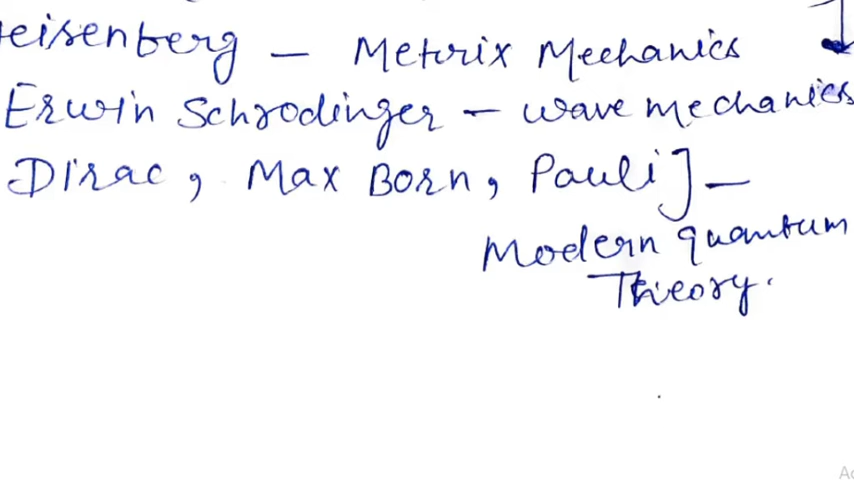 eisenberg - Metrix Mechanics
Erwin Schrodinger - wave mechanics
Dirac, Max Born, Pauli] -
Modern quantum
Theory.